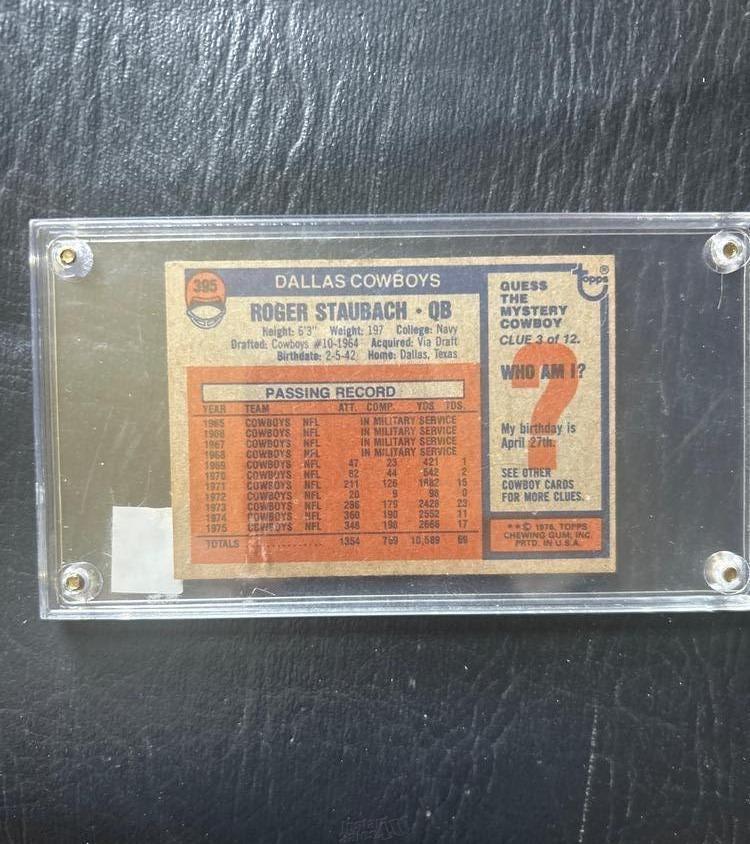 395
DALLAS COWBOYS
ROGER STAUBACH • QB
Height: 6'3" Weight: 197 College: Navy
Drafted: Cowboys #10-1964 Acquired: Via Draft
Birthdate: 2-5-42 Home: Dallas, Texas
PASSING RECORD
YEAR TEAM ATT. COMP. YDS TDS.
1965 COWBOYS NFL IN MILITARY SERVICE
1966 COWBOYS NFL IN MILITARY SERVICE
1967 COWBOYS NFL IN MILITARY SERVICE
1968 COWBOYS NFL IN MILITARY SERVICE
1969 COWBOYS NFL 47 23 421 1
1970 COWBOYS NFL 82 44 542 2
1971 COWBOYS NFL 211 126 1882 15
1972 COWBOYS NFL 20 9 98 0
1973 COWBOYS NFL 286 179 2428 23
1974 COWBOYS NFL 360 190 2552 11
1975 COWBOYS NFL 348 198 2666 17
TOTALS ............. 1354 769 10,589 69
topps®
GUESS
THE
MYSTERY
COWBOY
CLUE 3 of 12.
WHO AM I?
?
My birthday is
April 27th.
SEE OTHER
COWBOY CARDS
FOR MORE CLUES.
**© 1976, TOPPS
CHEWING GUM, INC.
PRTD. IN U.S.A.